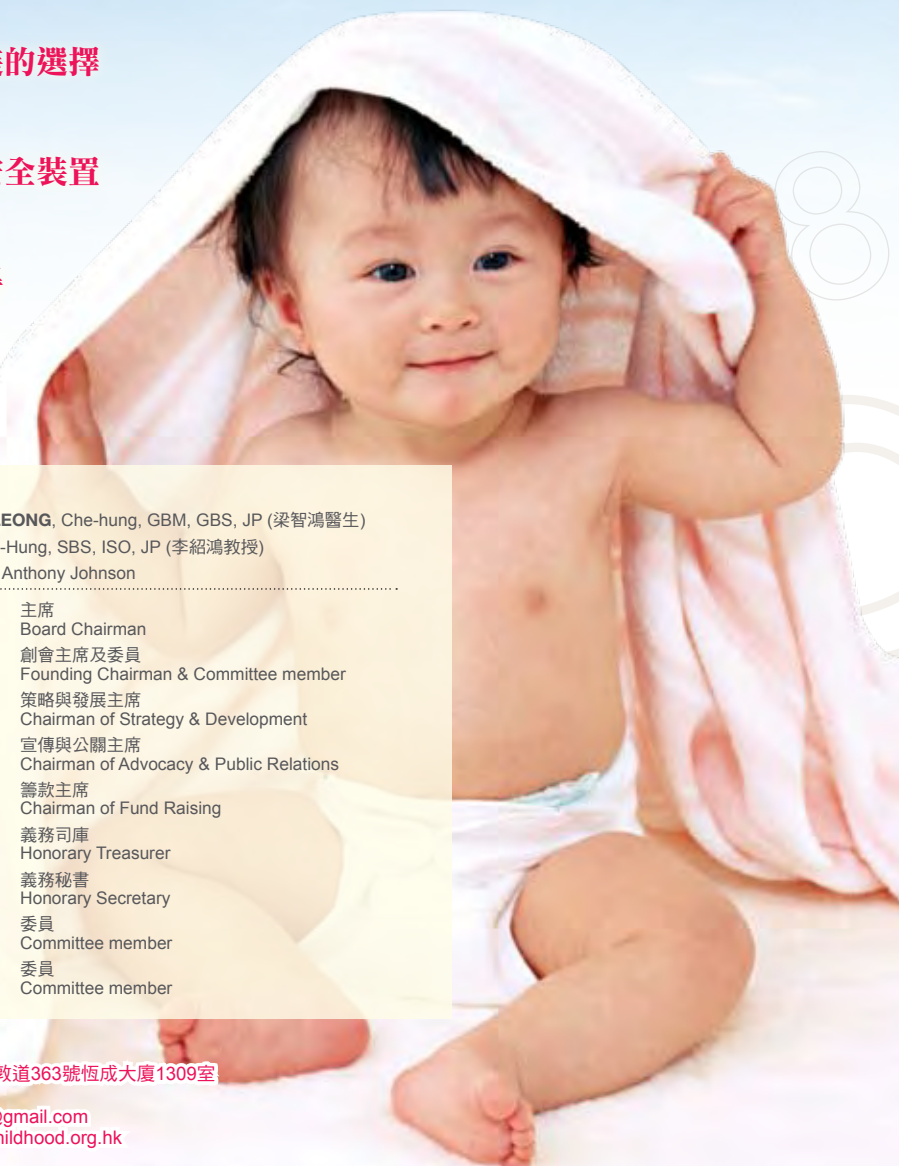 的選擇
全裝置
EONG, Che-hung, GBM, GBS, JP (梁智鴻醫生)
-Hung, SBS, ISO, JP (李紹鴻教授)
Anthony Johnson
主席
Board Chairman
創會主席及委員
Founding Chairman & Committee member
策略與發展主席
Chairman of Strategy & Development
宣傳與公關主席
Chairman of Advocacy & Public Relations
籌款主席
Chairman of Fund Raising
義務司庫
Honorary Treasurer
義務秘書
Honorary Secretary
委員
Committee member
委員
Committee member
敦道363號恆成大廈1309室
@gmail.com
hildhood.org.hk